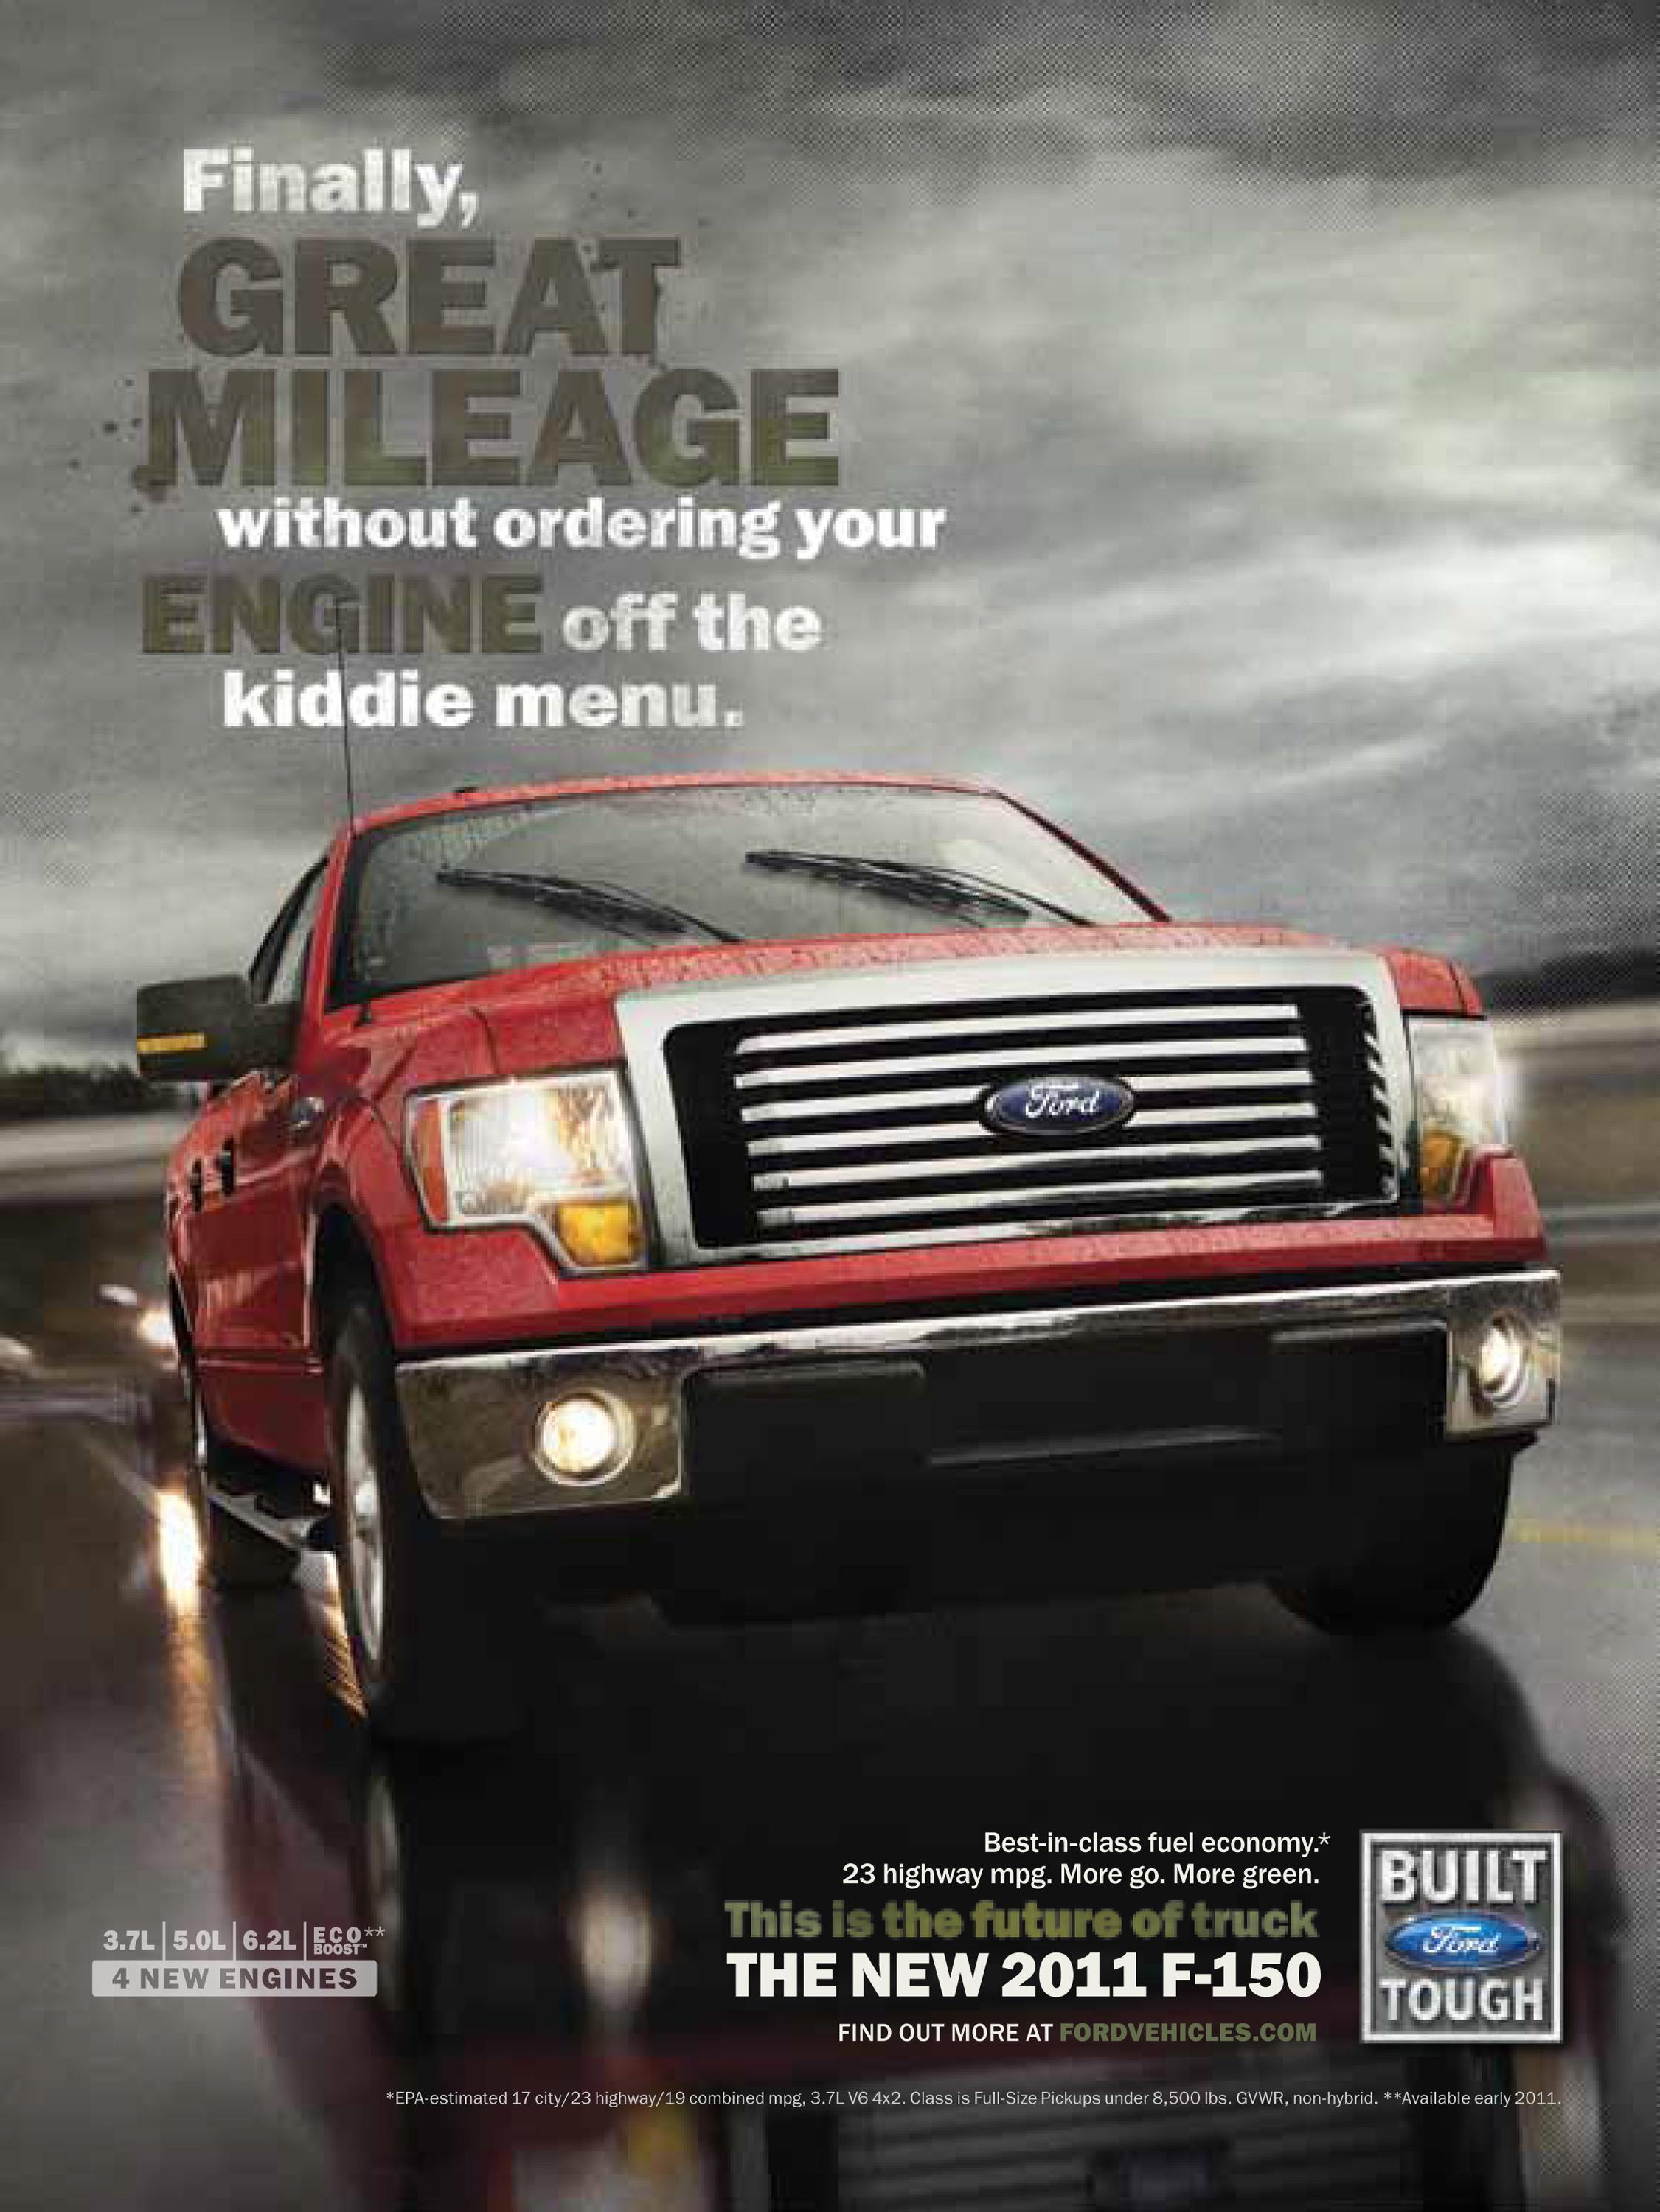 Finally,
GREAT
MILEAGE
without ordering your
ENGINE off the
kiddie menu.
Ford
Best-in-class fuel economy.*
23 highway mpg. More go. More green.
This is the future of truck
THE NEW 2011 F-150
FIND OUT MORE AT FORDVEHICLES.COM
3.7L | 5.0L | 6.2L | ECO BOOST™**
4 NEW ENGINES
BUILT
Ford
TOUGH
*EPA-estimated 17 city/23 highway/19 combined mpg, 3.7L V6 4x2. Class is Full-Size Pickups under 8,500 lbs. GVWR, non-hybrid. **Available early 2011.